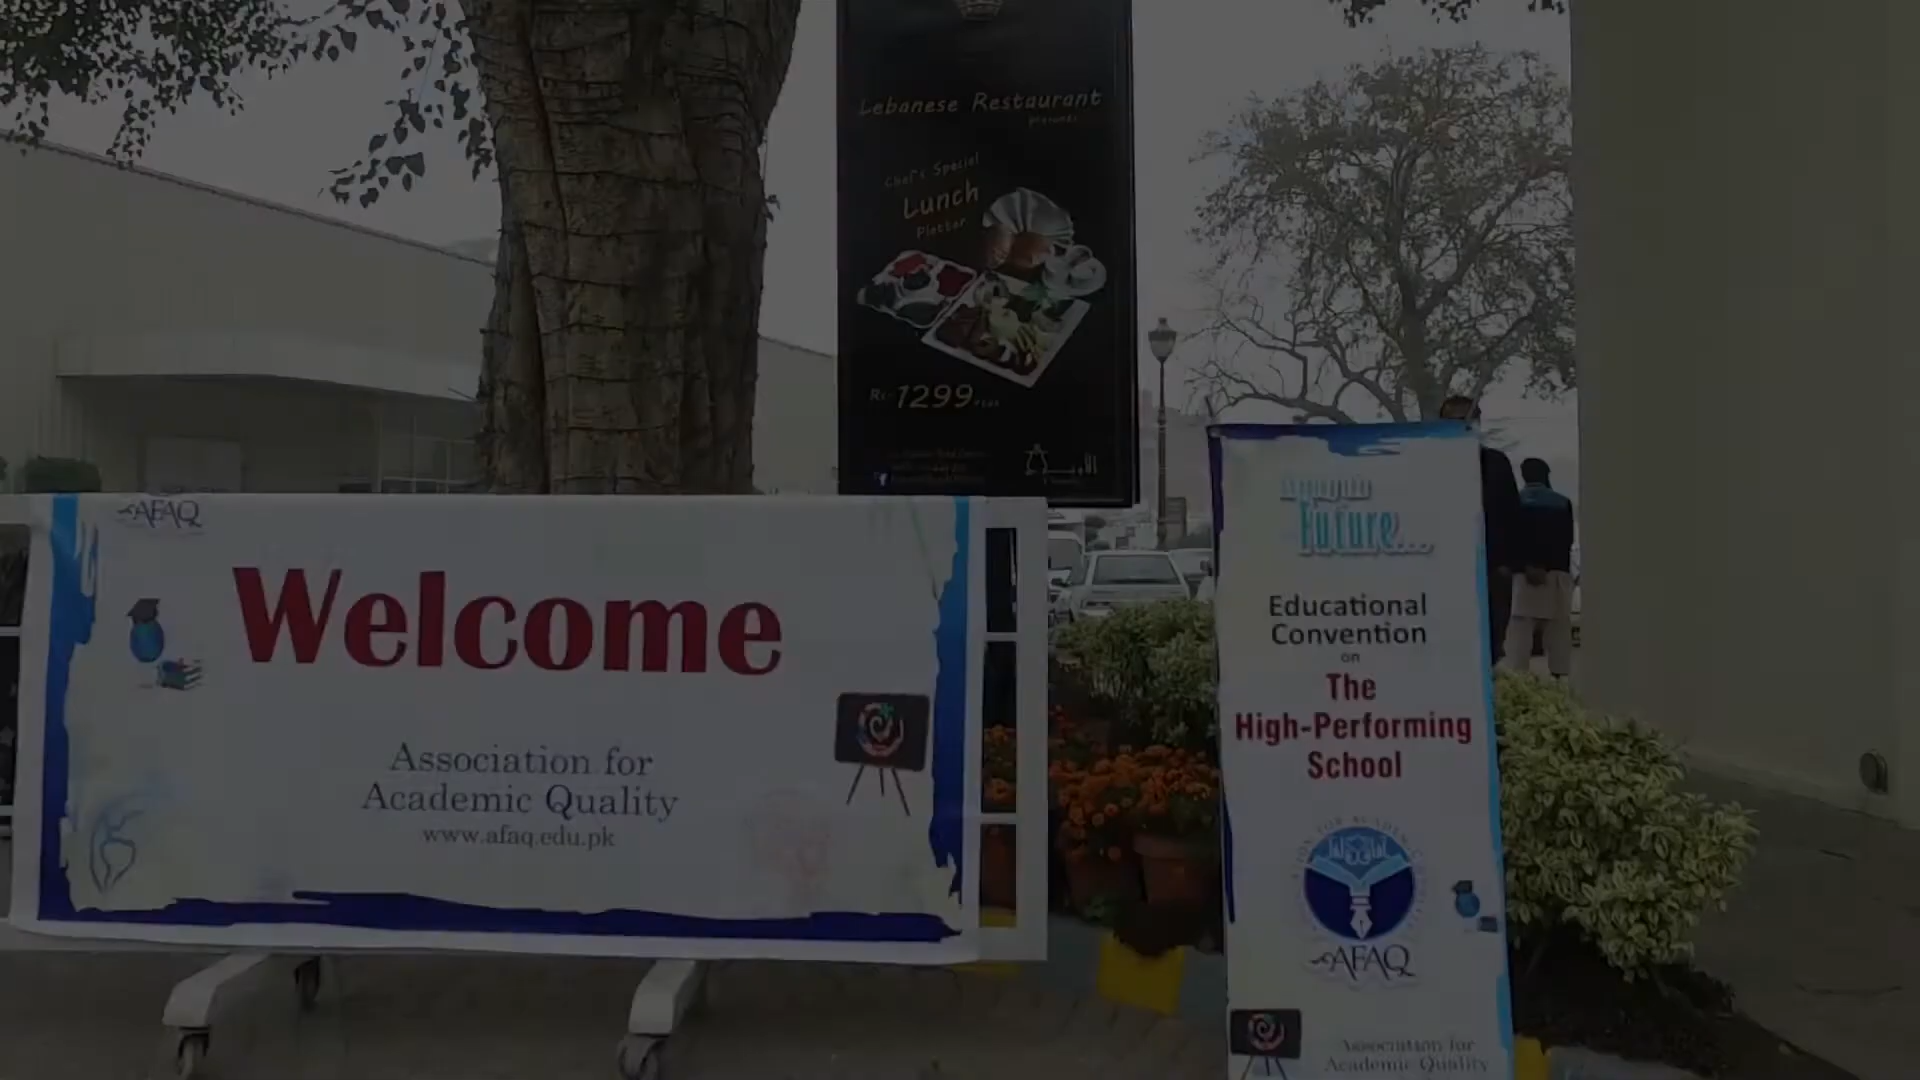 Lebanese Restaurant
presents
Chef's Special
Lunch
Platter
Rs. 1299
AFAQ
Welcome
Association for
Academic Quality
www.afaq.edu.pk
Future...
Educational
Convention
on
The
High-Performing
School
AFAQ
Association for
Academic Quality